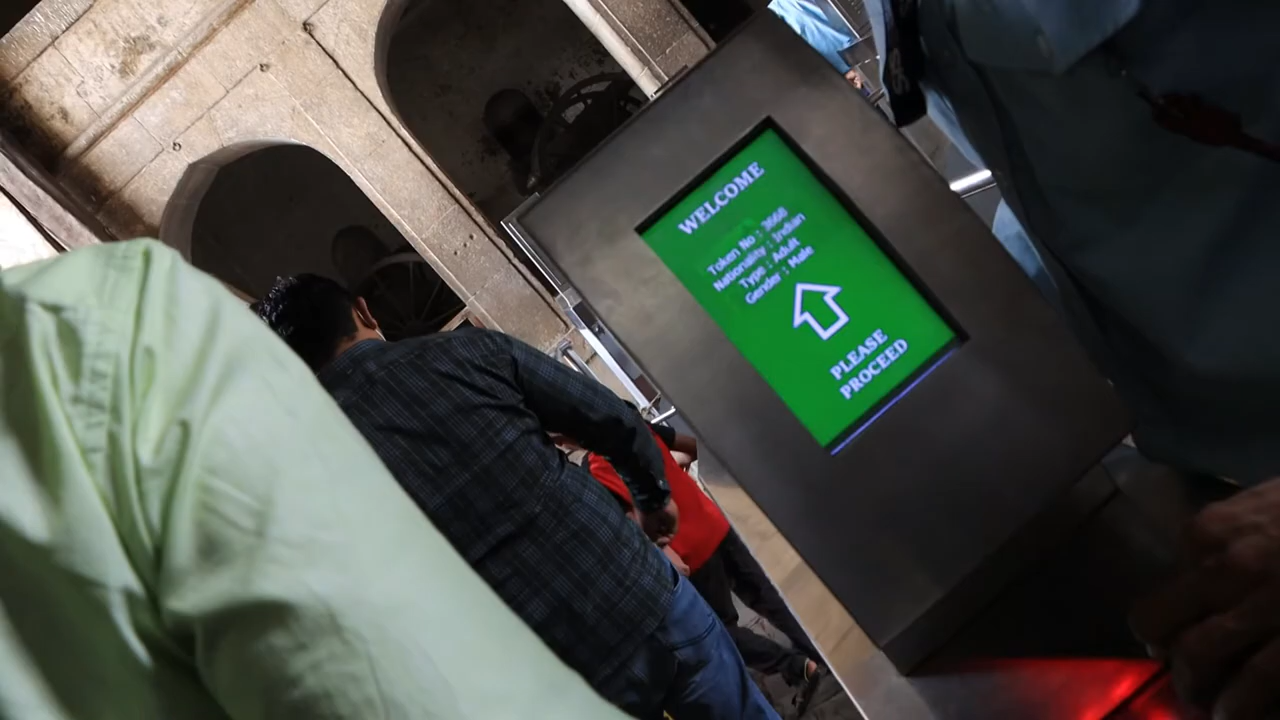 WELCOME
Token No : 3668
Nationality : Indian
Type : Adult
Gender : Male
PLEASE
PROCEED